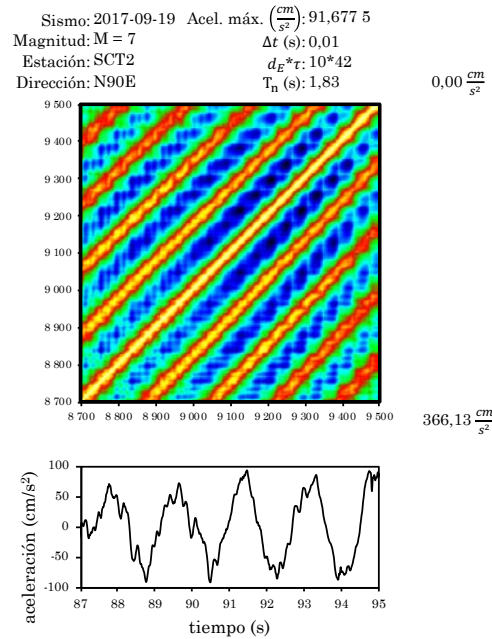 Sismo: 2017-09-19 Acel. máx. (cm/s²): 91,677 5
Magnitud: M = 7 Δt (s): 0,01
Estación: SCT2 d_E*τ: 10*42
Dirección: N90E T_n (s): 1,83 0,00 cm/s²
9 500
9 400
9 300
9 200
9 100
9 000
8 900
8 800
8 700
8 700 8 800 8 900 9 000 9 100 9 200 9 300 9 400 9 500
366,13 cm/s²
aceleración (cm/s²)
100
50
0
-50
-100
87 88 89 90 91 92 93 94 95
tiempo (s)